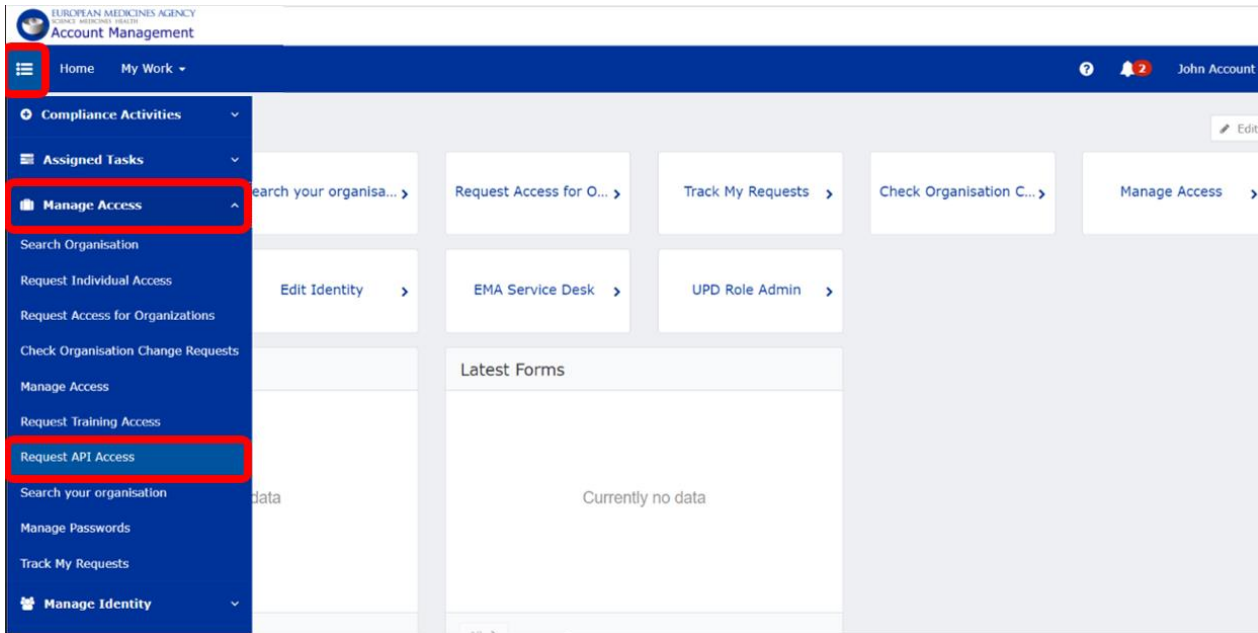 EUROPEAN MEDICINES AGENCY
SCIENCE MEDICINES HEALTH
Account Management
Home My Work
2 John Account
Compliance Activities
Edit
Assigned Tasks
earch your organisa...
Request Access for O...
Track My Requests
Check Organisation C...
Manage Access
Manage Access
Search Organisation
Request Individual Access
Edit Identity
EMA Service Desk
UPD Role Admin
Request Access for Organizations
Check Organisation Change Requests
Latest Forms
Manage Access
Request Training Access
Request API Access
Search your organisation
data
Currently no data
Manage Passwords
Track My Requests
Manage Identity